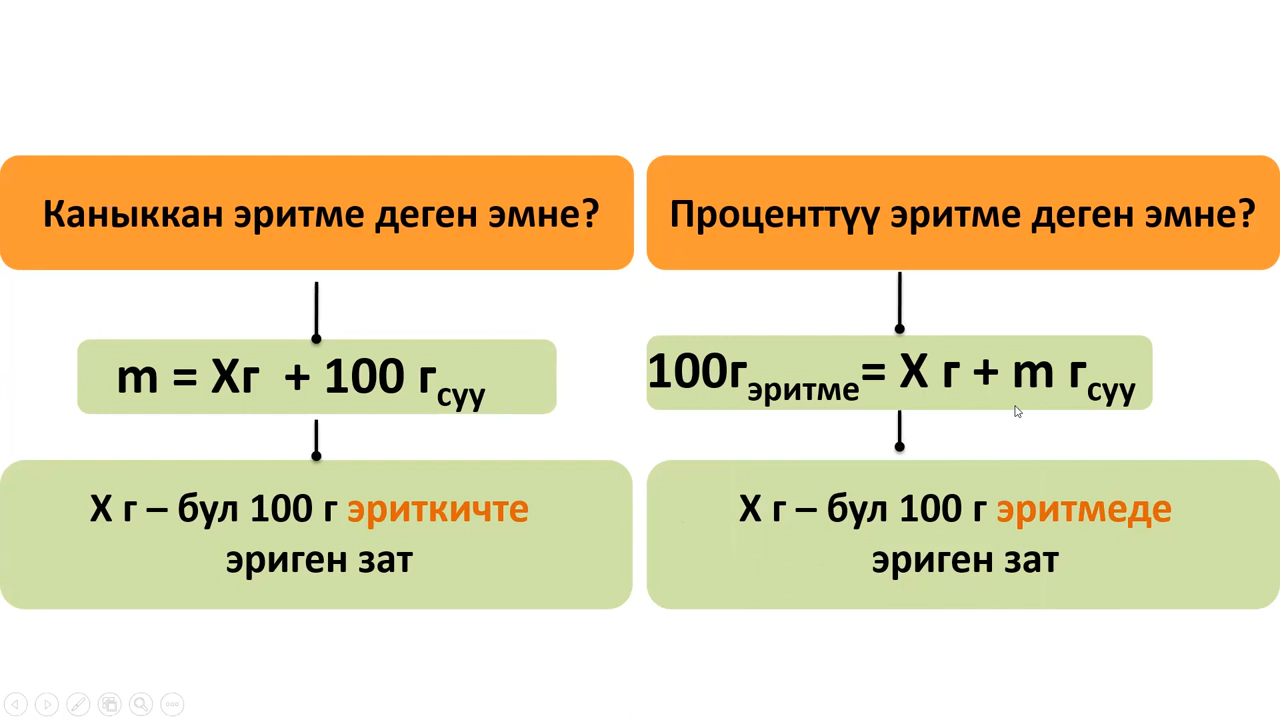 Каныккан эритме деген эмне?
m = Xг + 100 гсуу
X г – бул 100 г эриткичте
эриген зат
Проценттүү эритме деген эмне?
100гэритме= X г + m гсуу
X г – бул 100 г эритмеде
эриген зат